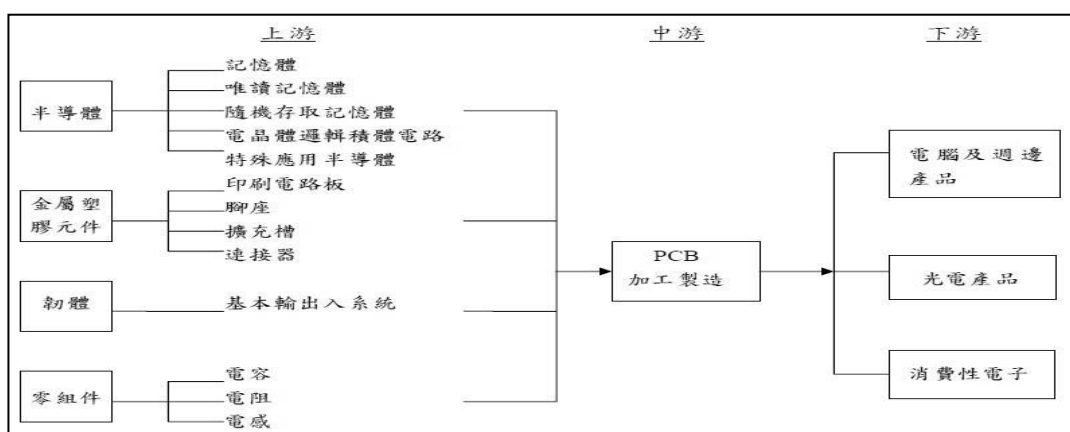 上游
中游
下游
半導體
記憶體
唯讀記憶體
隨機存取記憶體
電晶體邏輯積體電路
特殊應用半導體
金屬塑
膠元件
印刷電路板
腳座
擴充槽
連接器
韌體
基本輸出入系統
零組件
電容
電阻
電感
PCB
加工製造
電腦及週邊
產品
光電產品
消費性電子